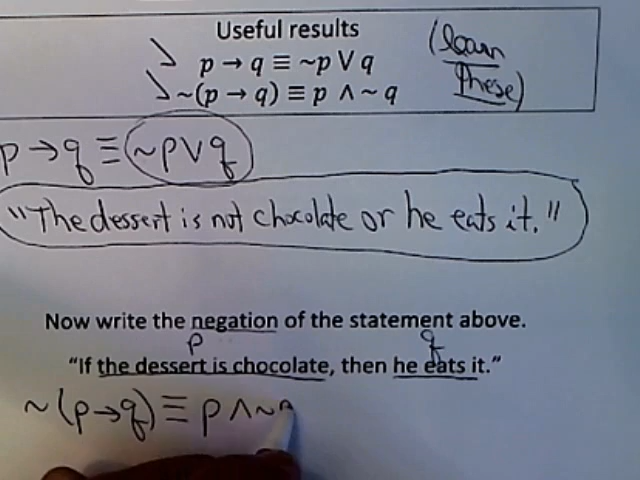 Useful results
p → q ≡ ~p ∨ q
(learn
~(p → q) ≡ p ∧ ~ q
these)
p → q ≡ ~p ∨ q
"The dessert is not chocolate or he eats it."
Now write the negation of the statement above.
p q
"If the dessert is chocolate, then he eats it."
~(p→q) ≡ p ∧ ~